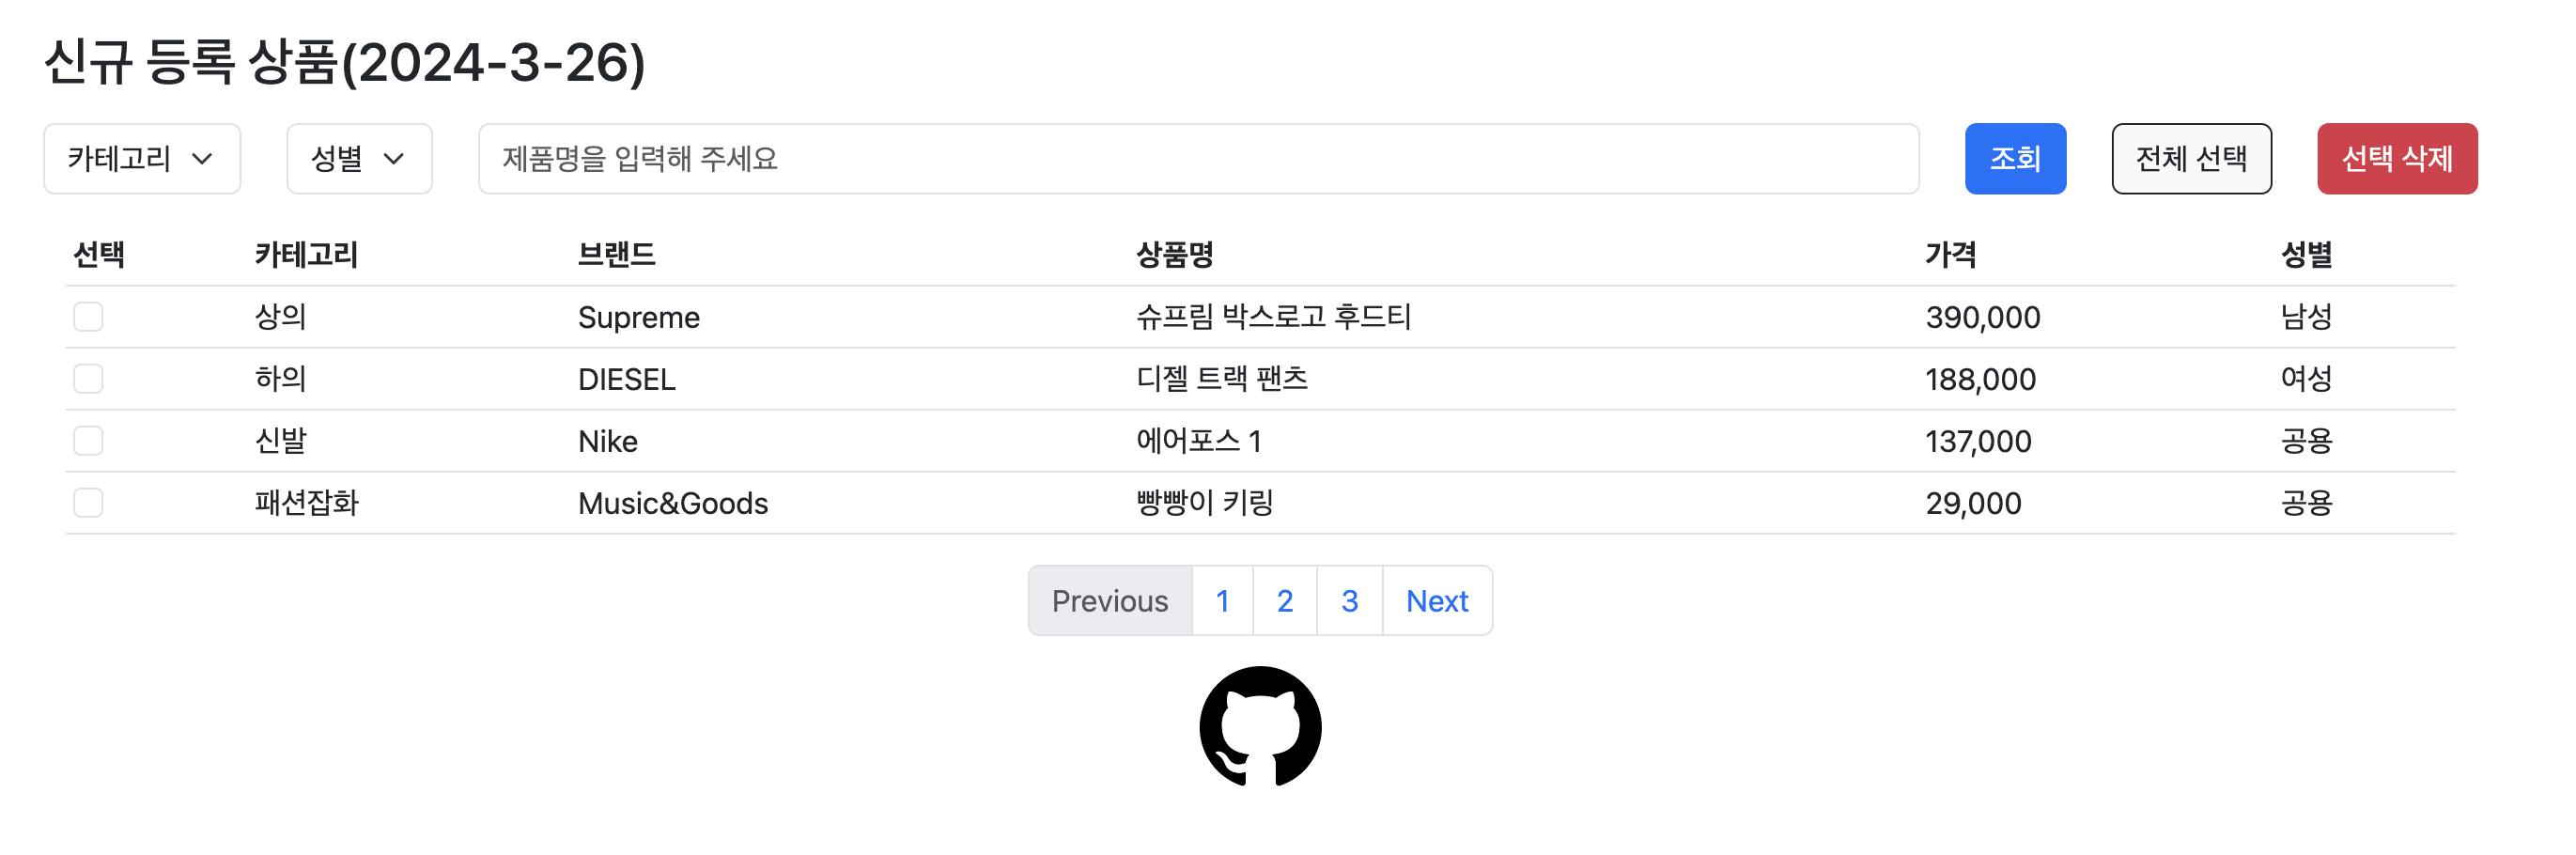 신규 등록 상품(2024-3-26)
카테고리 성별 제품명을 입력해 주세요 조회 전체 선택 선택 삭제
선택 카테고리 브랜드 상품명 가격 성별
상의 Supreme 슈프림 박스로고 후드티 390,000 남성
하의 DIESEL 디젤 트랙 팬츠 188,000 여성
신발 Nike 에어포스 1 137,000 공용
패션잡화 Music&Goods 빵빵이 키링 29,000 공용
Previous 1 2 3 Next